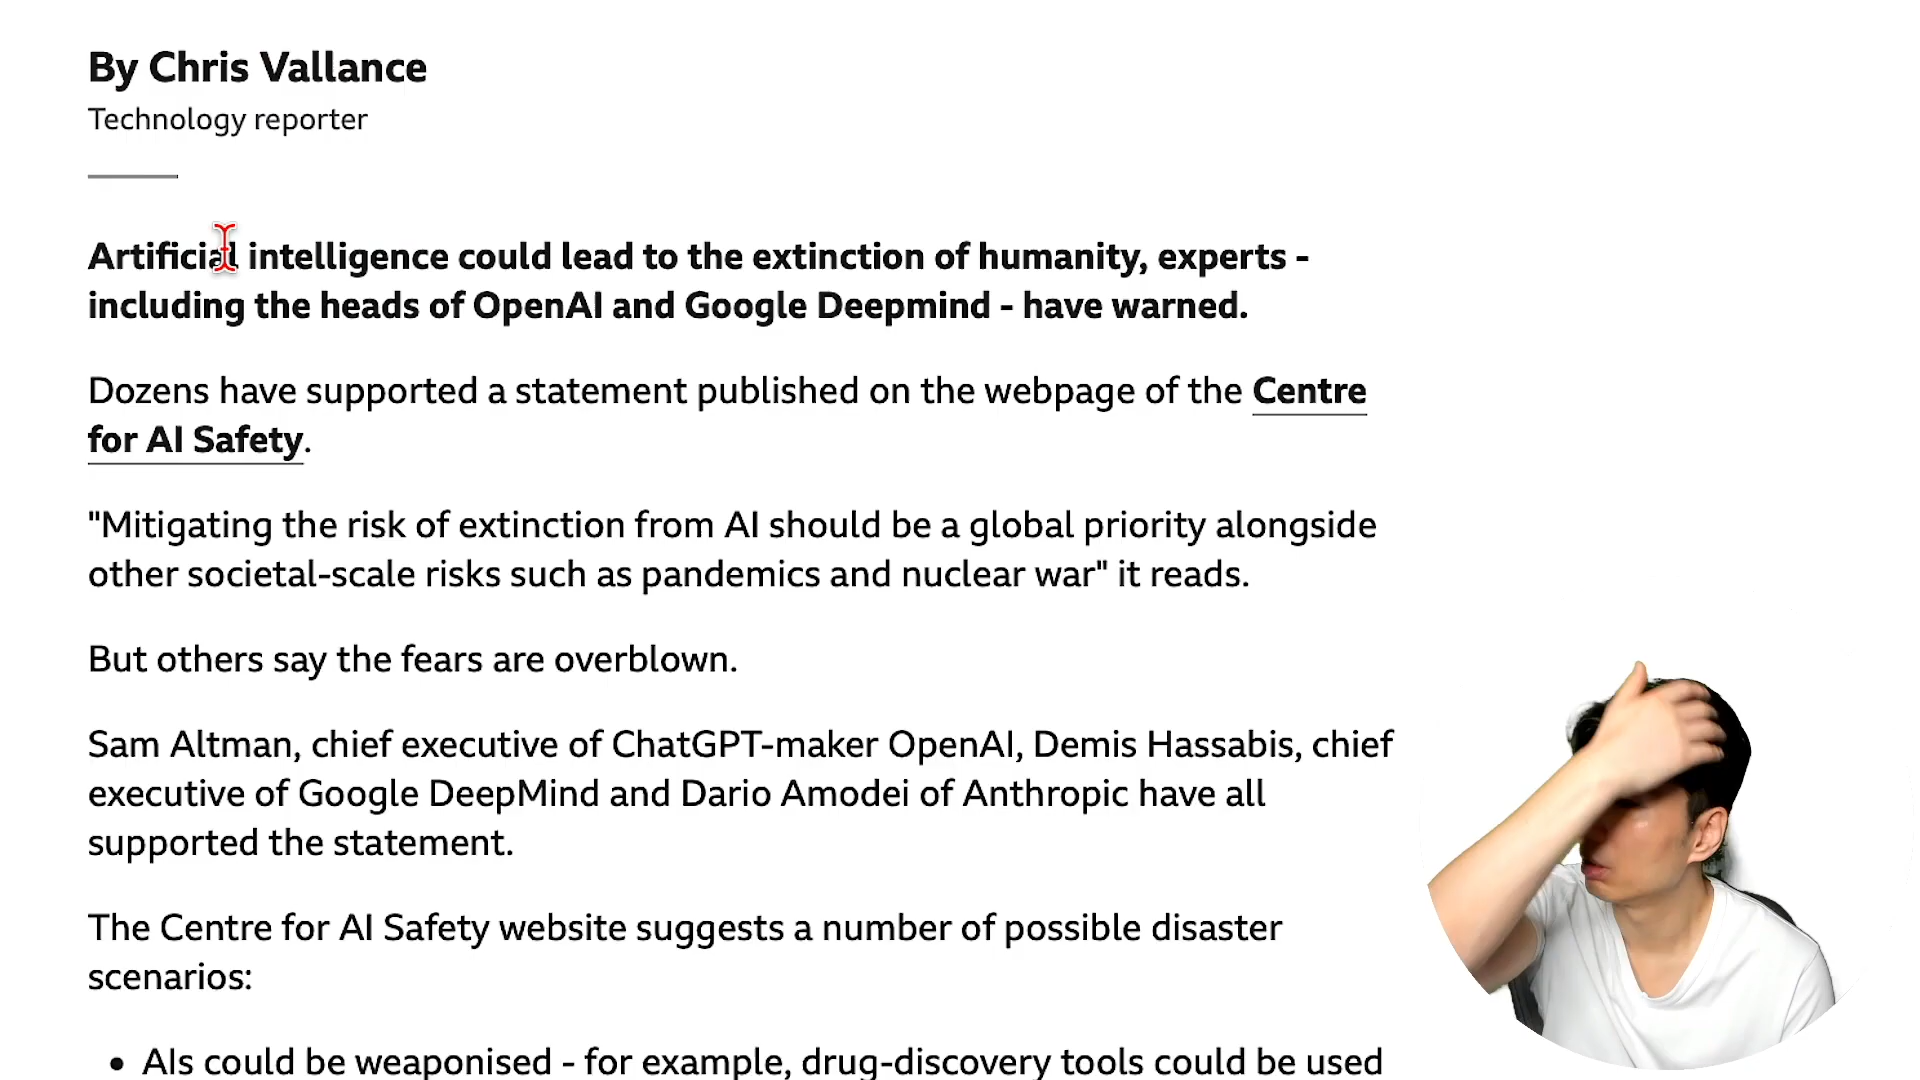 By Chris Vallance
Technology reporter
Artificial intelligence could lead to the extinction of humanity, experts -
including the heads of OpenAI and Google Deepmind - have warned.
Dozens have supported a statement published on the webpage of the Centre
for AI Safety.
"Mitigating the risk of extinction from AI should be a global priority alongside
other societal-scale risks such as pandemics and nuclear war" it reads.
But others say the fears are overblown.
Sam Altman, chief executive of ChatGPT-maker OpenAI, Demis Hassabis, chief
executive of Google DeepMind and Dario Amodei of Anthropic have all
supported the statement.
The Centre for AI Safety website suggests a number of possible disaster
scenarios:
• AIs could be weaponised - for example, drug-discovery tools could be used